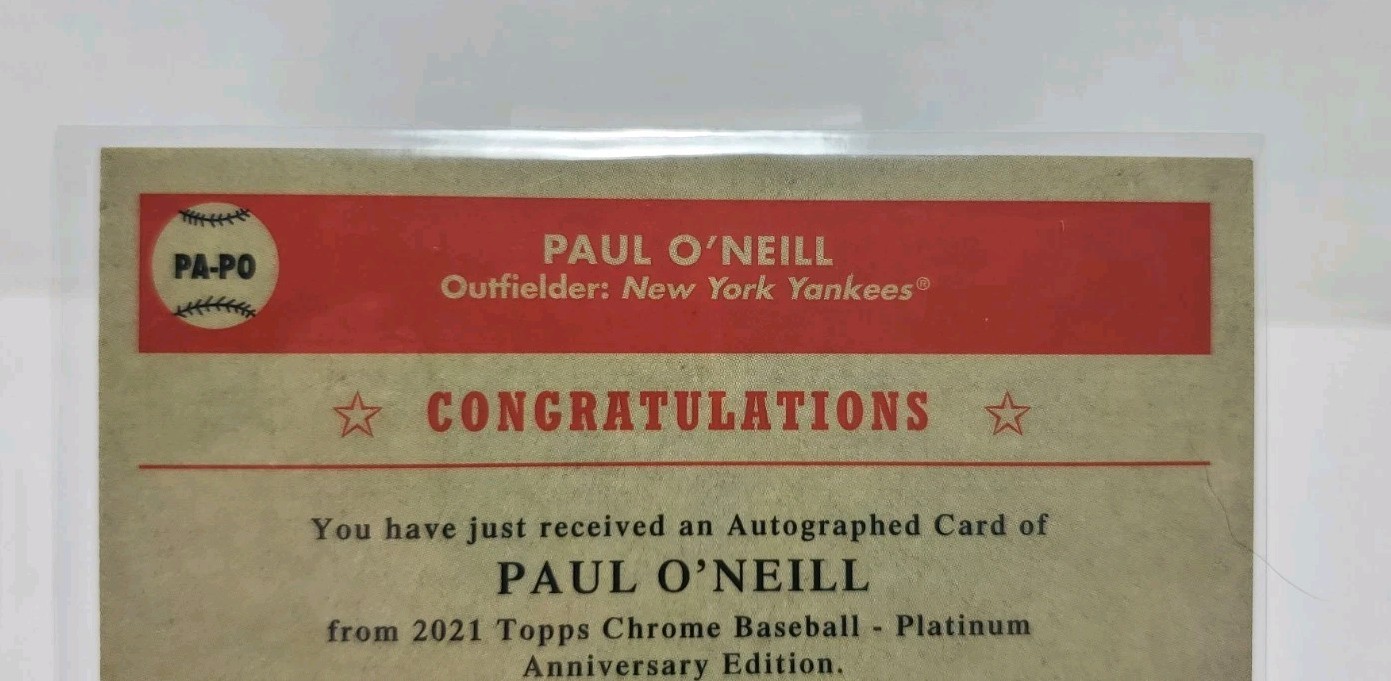 PA-PO
PAUL O'NEILL
Outfielder: New York Yankees®
CONGRATULATIONS
You have just received an Autographed Card of
PAUL O'NEILL
from 2021 Topps Chrome Baseball - Platinum
Anniversary Edition.